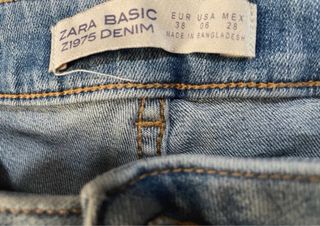 ZARA BASIC
Z1975 DENIM
EUR USA MEX
38 06 28
MADE IN BANGLADESH